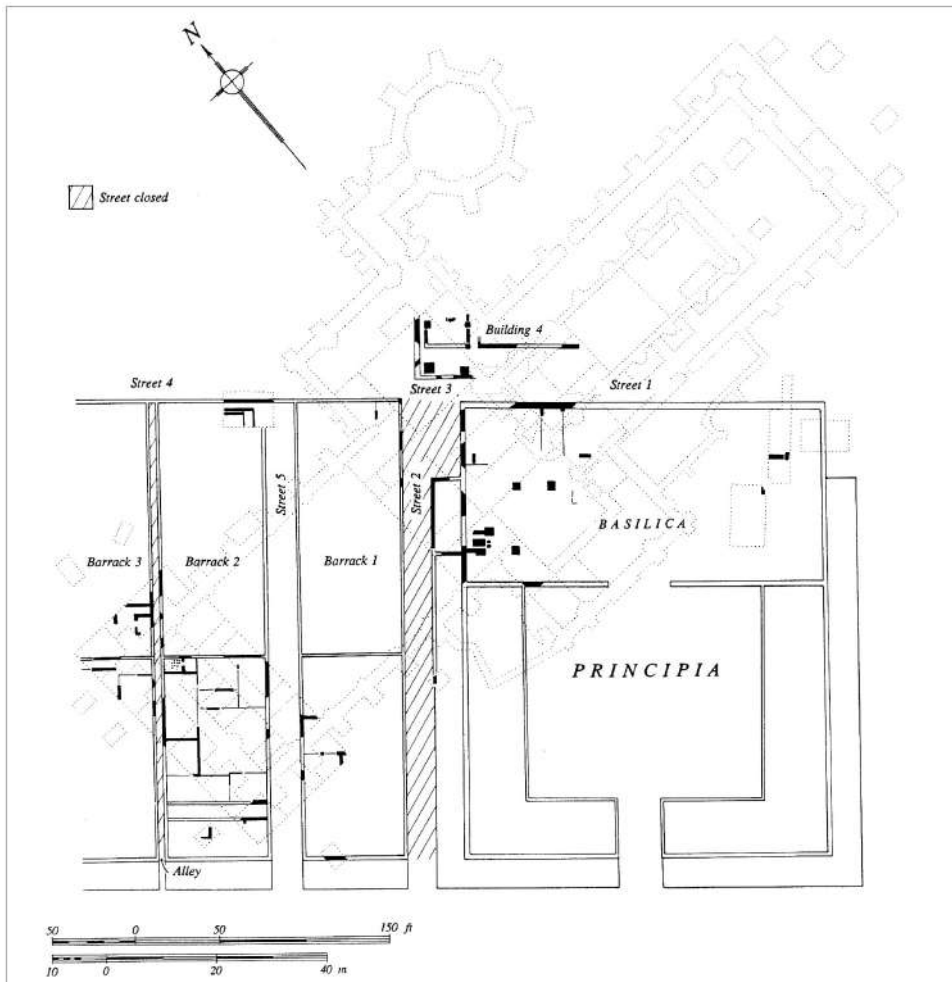 N
Street closed
Building 4
Street 4
Street 3
Street 1
Street 5
Street 2
BASILICA
Barrack 3
Barrack 2
Barrack 1
PRINCIPIA
Alley
50 0 50 150 ft
10 0 20 40 m